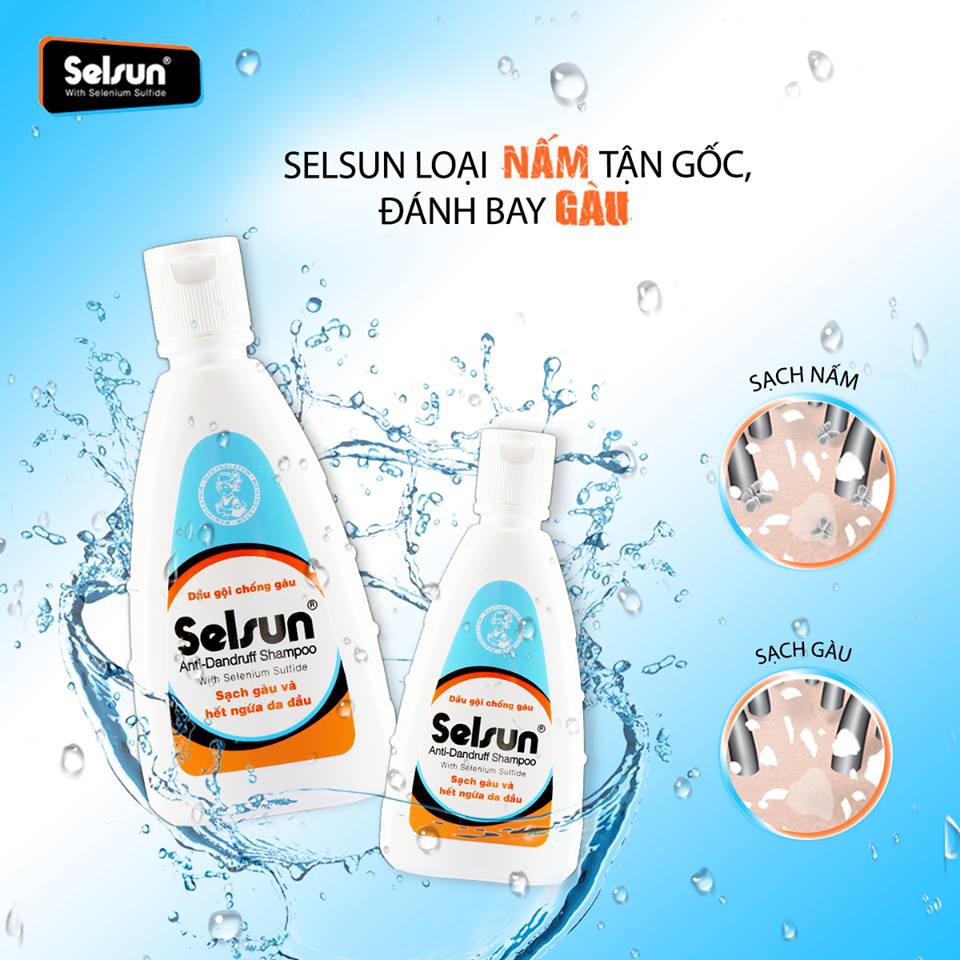 Selsun®
With Selenium Sulfide
SELSUN LOẠI NẤM TẬN GỐC,
ĐÁNH BAY GÀU
SẠCH NẤM
SẠCH GÀU
Dầu gội chống gàu
Selsun®
Anti-Dandruff Shampoo
With Selenium Sulfide
Sạch gàu và
hết ngứa da đầu
Dầu gội chống gàu
Selsun®
Anti-Dandruff Shampoo
With Selenium Sulfide
Sạch gàu và
hết ngứa da đầu